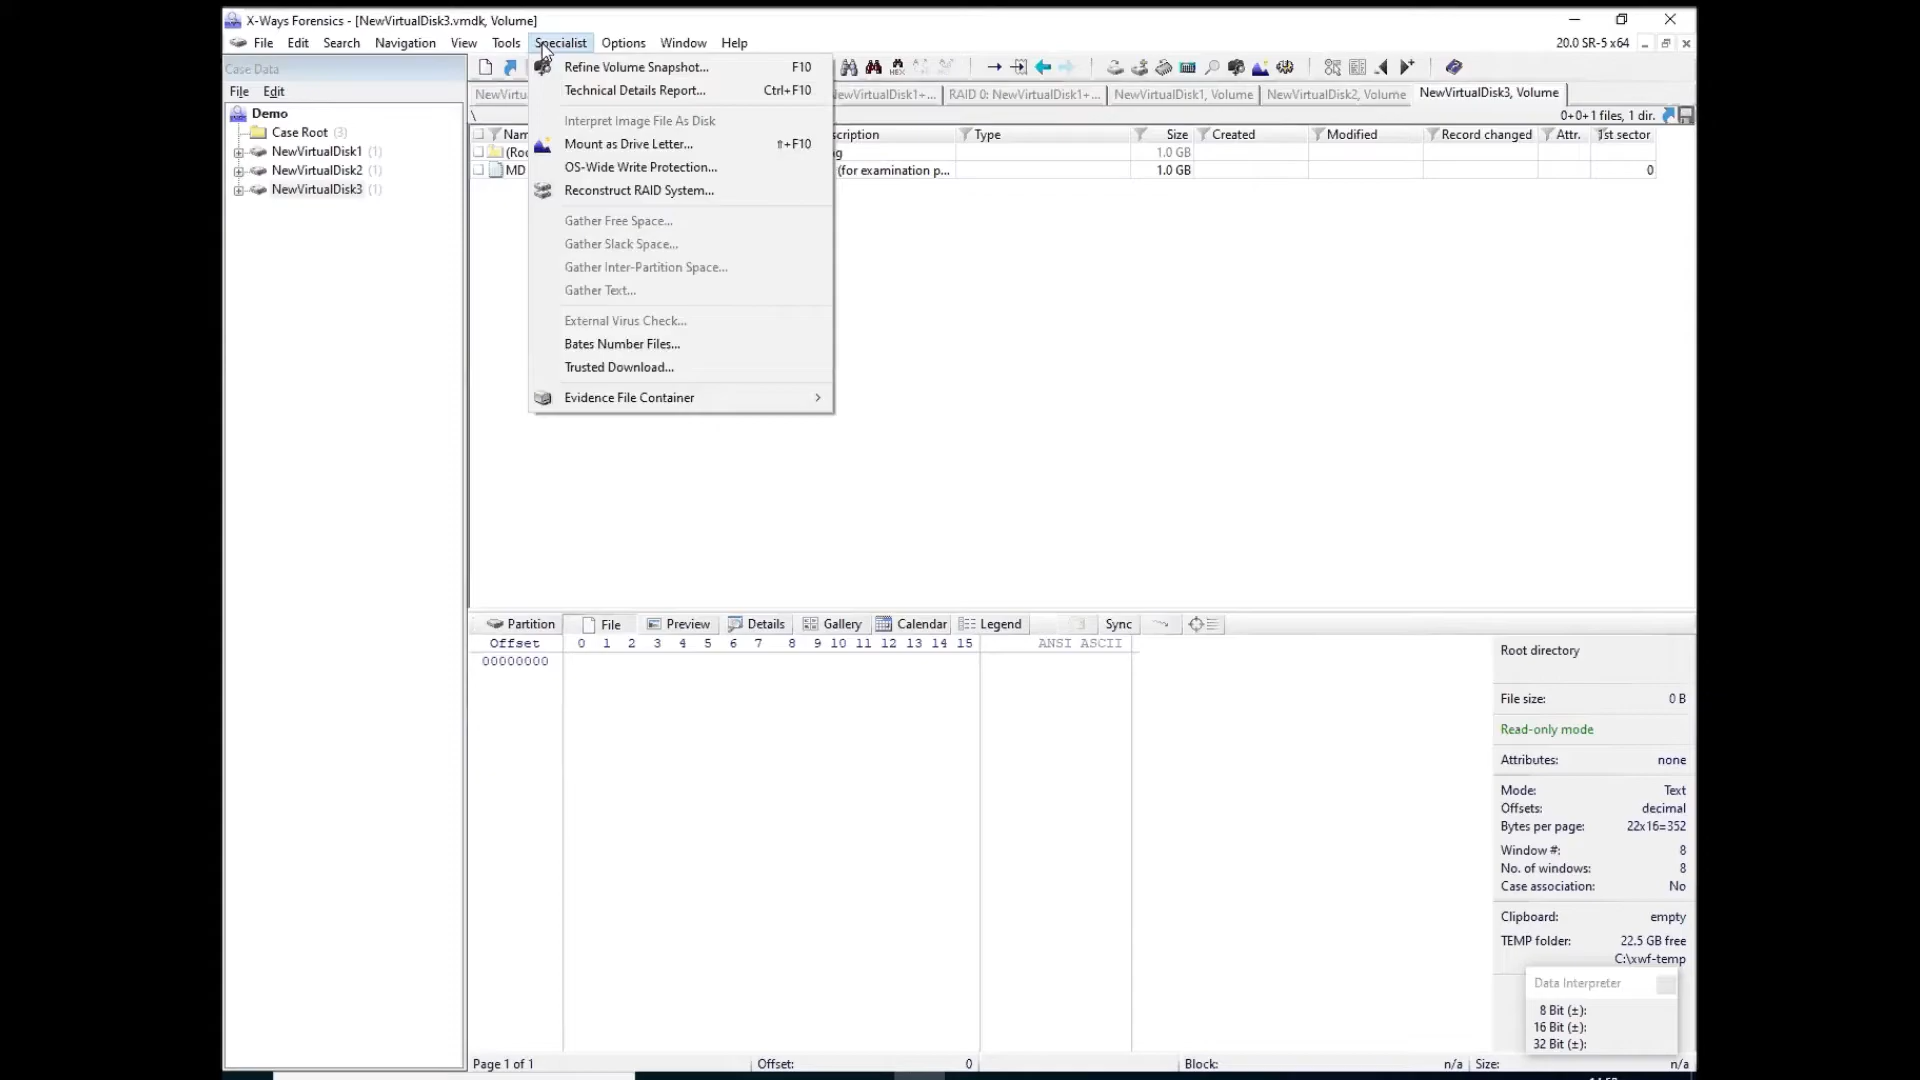 X-Ways Forensics - [NewVirtualDisk3.vmdk, Volume]
File Edit Search Navigation View Tools Specialist Options Window Help 20.0 SR-5 x64
Case Data
File Edit
Demo
Case Root (3)
NewVirtualDisk1 (1)
NewVirtualDisk2 (1)
NewVirtualDisk3 (1)
Refine Volume Snapshot... F10
Technical Details Report... Ctrl+F10
Interpret Image File As Disk
Mount as Drive Letter... ⇧+F10
OS-Wide Write Protection...
Reconstruct RAID System...
Gather Free Space...
Gather Slack Space...
Gather Inter-Partition Space...
Gather Text...
External Virus Check...
Bates Number Files...
Trusted Download...
Evidence File Container
NewVirtu ewVirtualDisk1+... RAID 0: NewVirtualDisk1+... NewVirtualDisk1, Volume NewVirtualDisk2, Volume NewVirtualDisk3, Volume
\ 0+0+1 files, 1 dir.
Nam scription Type Size Created Modified Record changed Attr. 1st sector
(Roo g 1.0 GB
MD (for examination p... 1.0 GB 0
Partition File Preview Details Gallery Calendar Legend Sync
Offset 0 1 2 3 4 5 6 7 8 9 10 11 12 13 14 15 ANSI ASCII
00000000
Root directory
File size: 0 B
Read-only mode
Attributes: none
Mode: Text
Offsets: decimal
Bytes per page: 22x16=352
Window #: 8
No. of windows: 8
Case association: No
Clipboard: empty
TEMP folder: 22.5 GB free
C:\xwf-temp
Data Interpreter
8 Bit (±):
16 Bit (±):
32 Bit (±):
Page 1 of 1 Offset: 0 Block: n/a Size: n/a